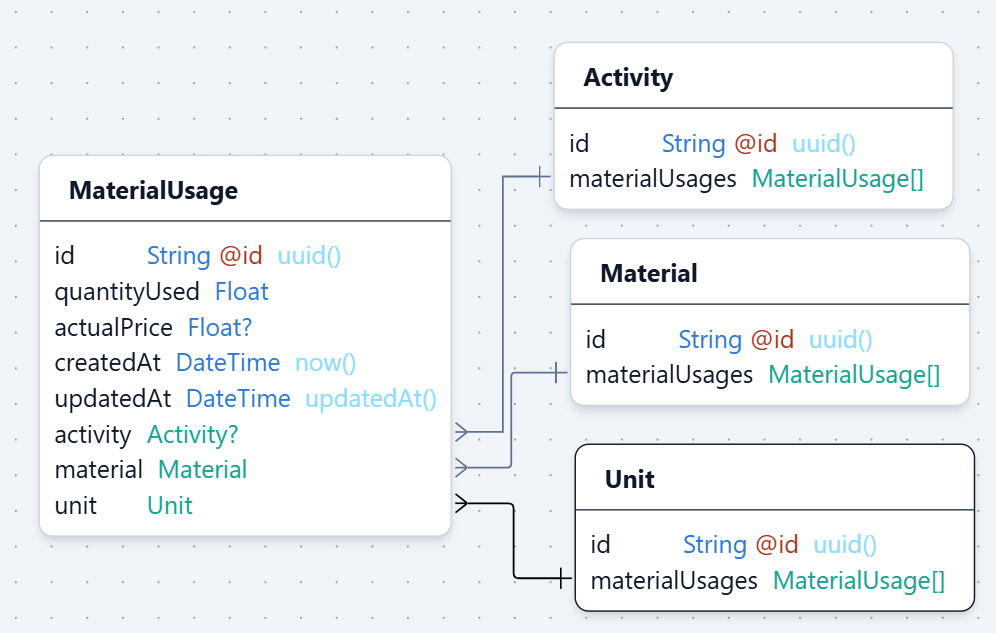 MaterialUsage
id String @id uuid()
quantityUsed Float
actualPrice Float?
createdAt DateTime now()
updatedAt DateTime updatedAt()
activity Activity?
material Material
unit Unit
Activity
id String @id uuid()
materialUsages MaterialUsage[]
Material
id String @id uuid()
materialUsages MaterialUsage[]
Unit
id String @id uuid()
materialUsages MaterialUsage[]